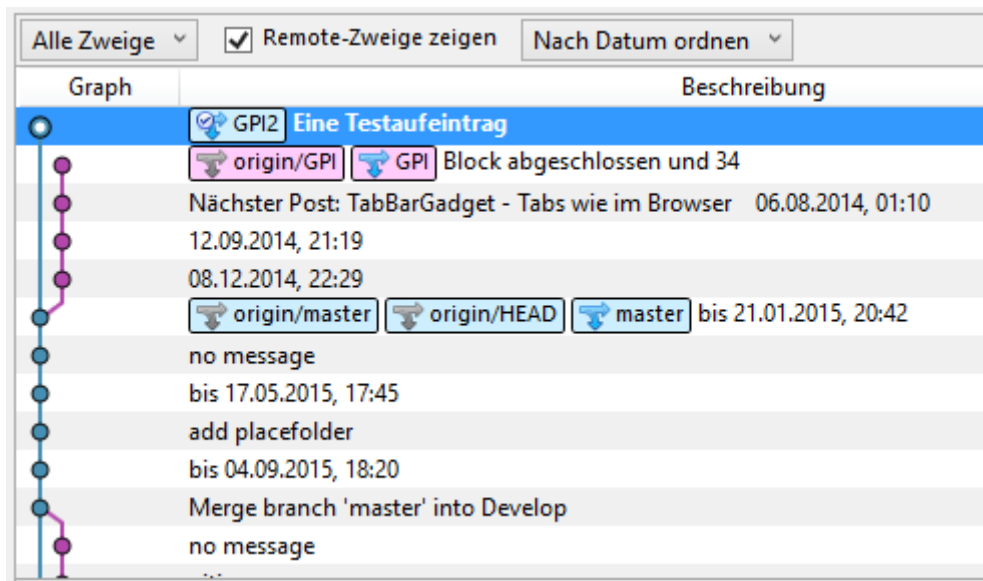 Alle Zweige Remote-Zweige zeigen Nach Datum ordnen
Graph Beschreibung
GPI2 Eine Testaufeintrag
origin/GPI GPI Block abgeschlossen und 34
Nächster Post: TabBarGadget - Tabs wie im Browser 06.08.2014, 01:10
12.09.2014, 21:19
08.12.2014, 22:29
origin/master origin/HEAD master bis 21.01.2015, 20:42
no message
bis 17.05.2015, 17:45
add placefolder
bis 04.09.2015, 18:20
Merge branch 'master' into Develop
no message